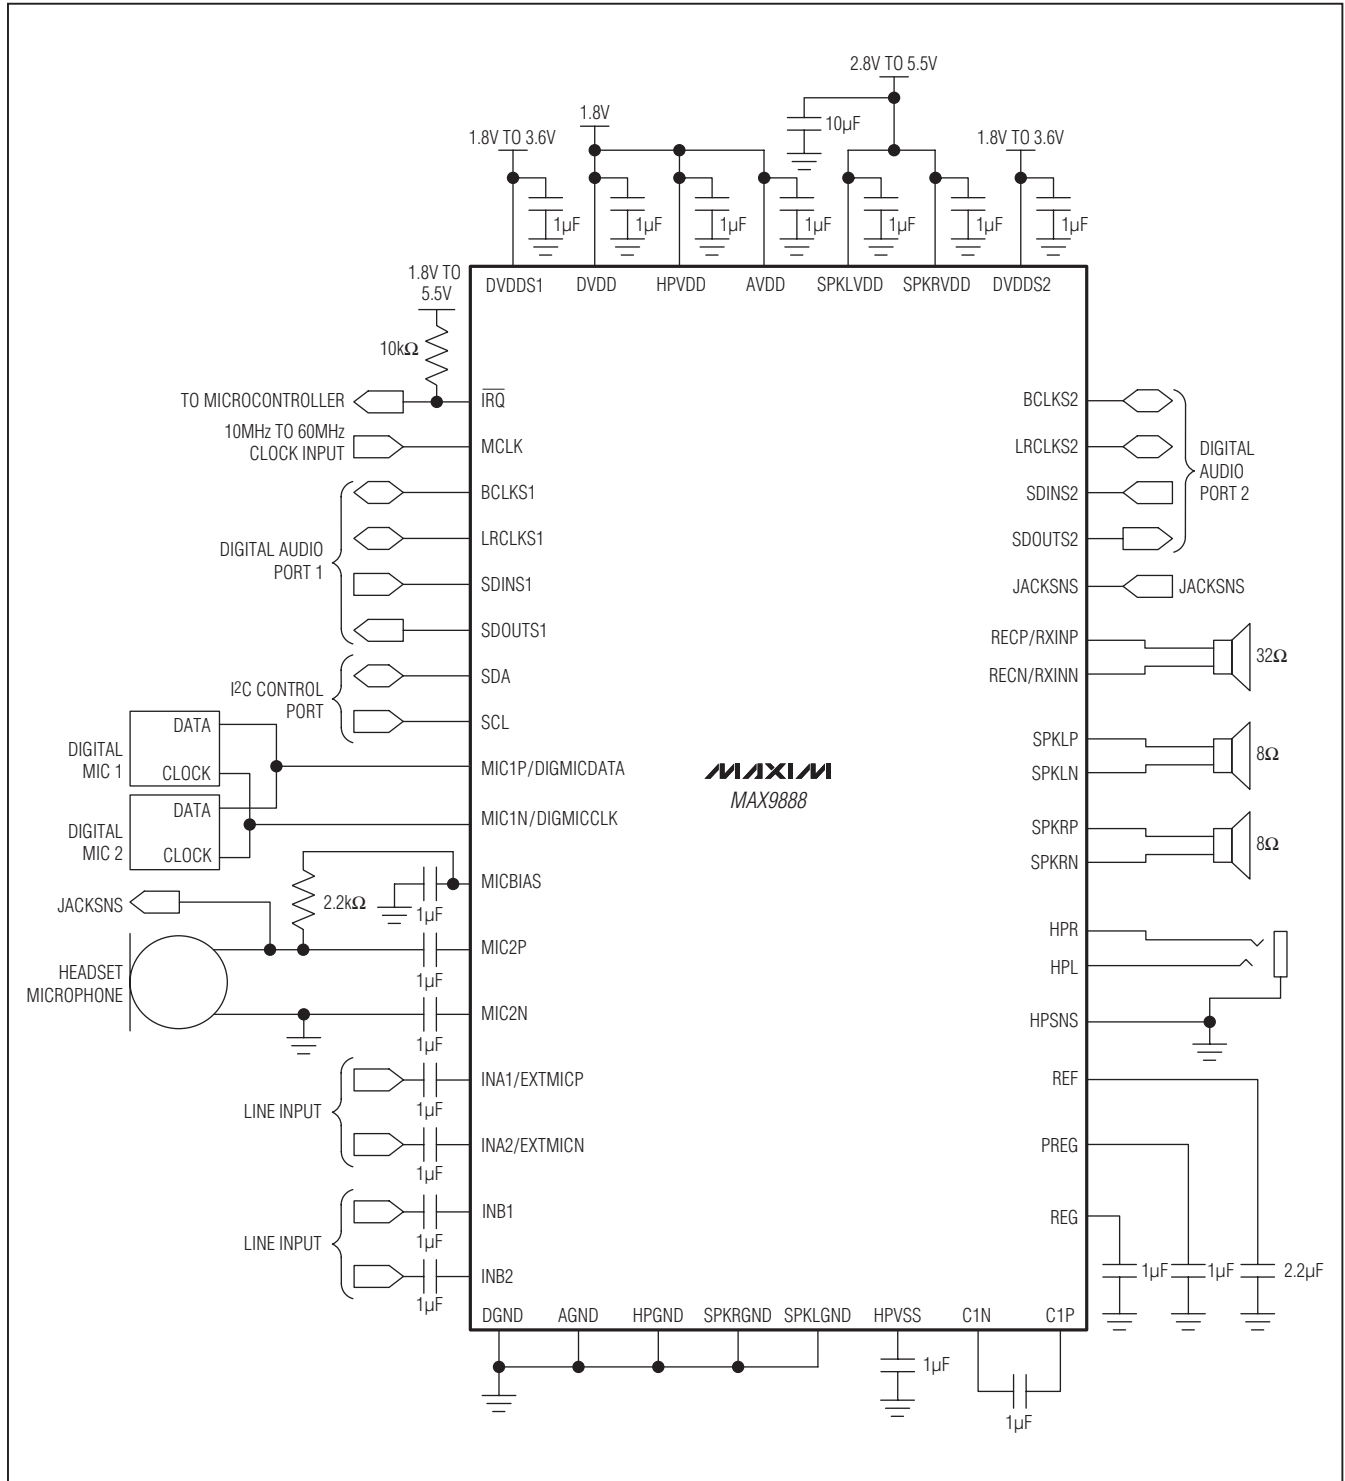 2.8V TO 5.5V
1.8V
10µF
1.8V TO 3.6V
1.8V TO 3.6V
1µF
1µF
1µF
1µF
1µF
1µF
1µF
1.8V TO
5.5V
DVDDS1
DVDD
HPVDD
AVDD
SPKLVDD
SPKRVDD
DVDDS2
10kΩ
TO MICROCONTROLLER
IRQ
10MHz TO 60MHz
CLOCK INPUT
MCLK
DIGITAL AUDIO
PORT 1
BCLKS1
LRCLKS1
SDINS1
SDOUTS1
I²C CONTROL
PORT
SDA
SCL
DIGITAL
MIC 1
DATA
CLOCK
DIGITAL
MIC 2
DATA
CLOCK
MIC1P/DIGMICDATA
MIC1N/DIGMICCLK
MICBIAS
2.2kΩ
1µF
JACKSNS
HEADSET
MICROPHONE
MIC2P
1µF
MIC2N
1µF
LINE INPUT
INA1/EXTMICP
1µF
INA2/EXTMICN
1µF
LINE INPUT
INB1
1µF
INB2
1µF
MAXIM
MAX9888
BCLKS2
LRCLKS2
SDINS2
SDOUTS2
DIGITAL
AUDIO
PORT 2
JACKSNS
JACKSNS
RECP/RXINP
RECN/RXINN
32Ω
SPKLP
SPKLN
8Ω
SPKRP
SPKRN
8Ω
HPR
HPL
HPSNS
REF
PREG
REG
1µF
1µF
2.2µF
DGND
AGND
HPGND
SPKRGND
SPKLGND
HPVSS
C1N
C1P
1µF
1µF